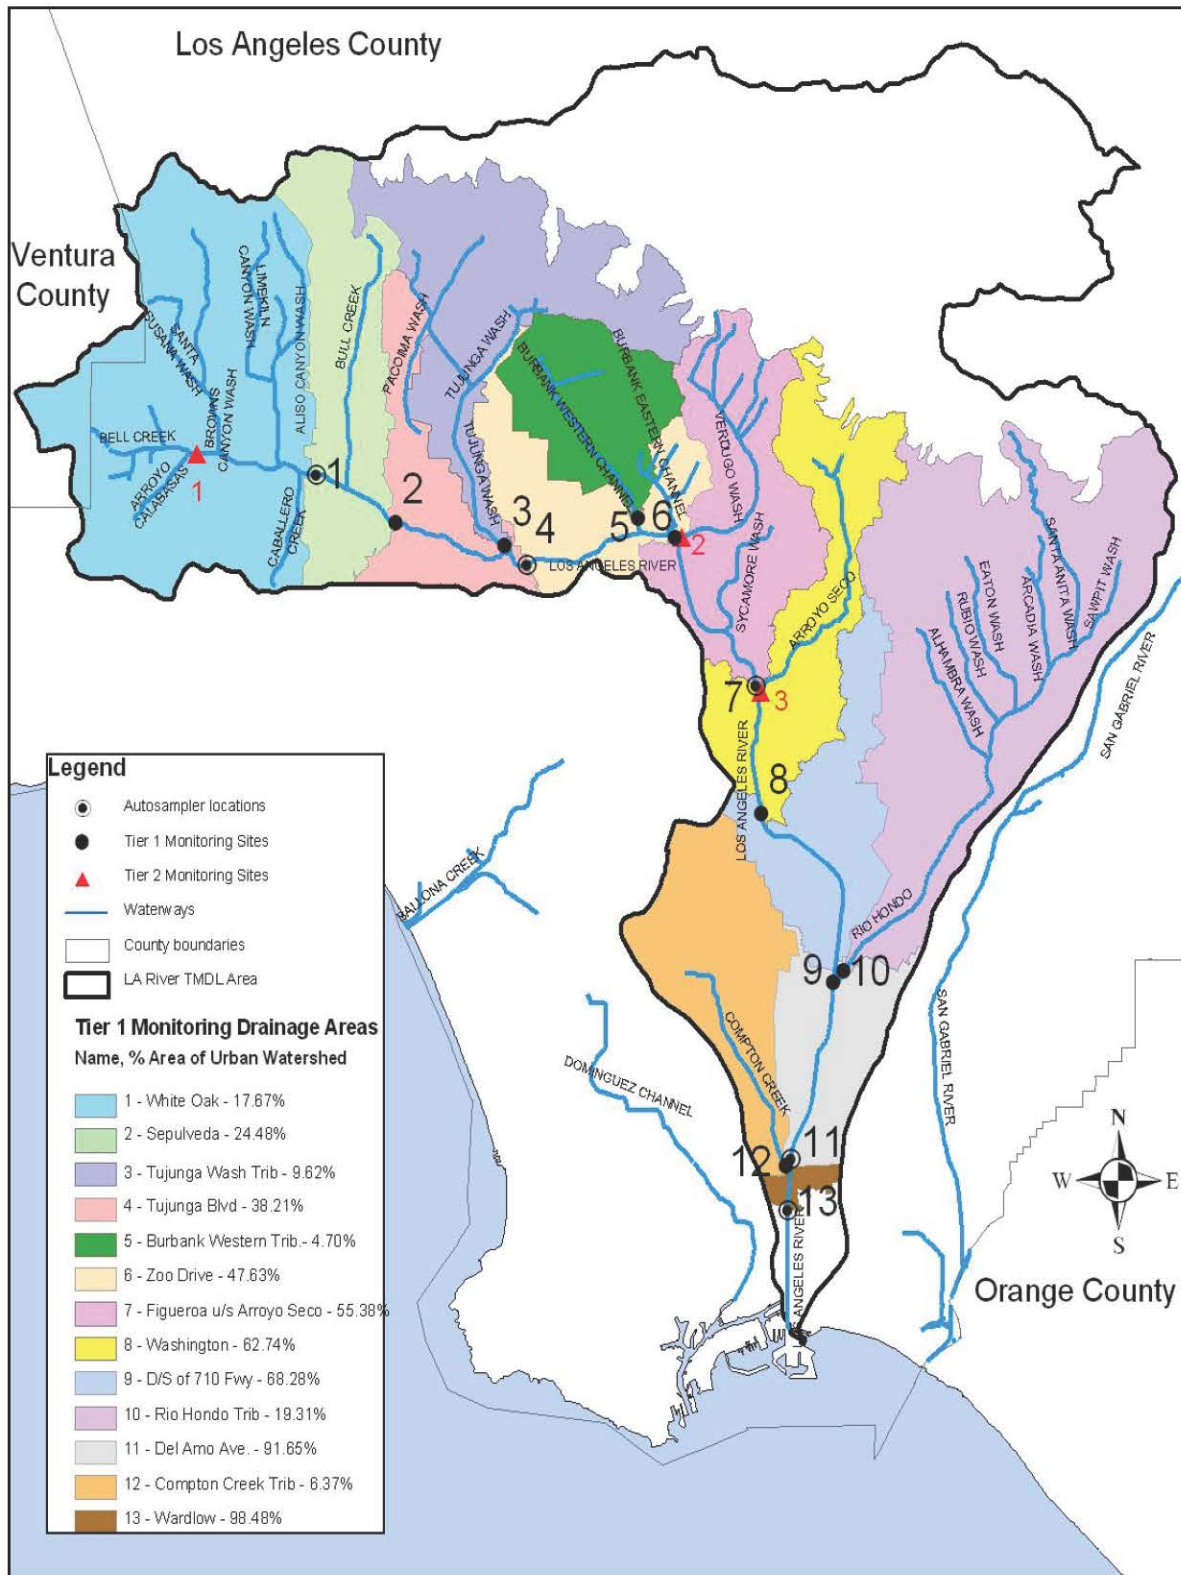 Los Angeles County
Ventura
County
SANTA
SUSANA WASH
BROWNS
CANYON WASH
LIMEKILN
CANYON WASH
ALISO CANYON WASH
BULL CREEK
BELL CREEK
ARROYO
CALABASAS
CABALLERO
CREEK
PACOIMA WASH
TUJUNGA WASH
TUJUNGA WASH
BURBANK WESTERN CHANNEL
BURBANK EASTERN CHANNEL
VERDUGO WASH
SYCAMORE WASH
LOS ANGELES RIVER
ARROYO SECO
ALHAMBRA WASH
RUBIO WASH
EATON WASH
ARCADIA WASH
SANTA ANITA WASH
SAWPIT WASH
SAN GABRIEL RIVER
LOS ANGELES RIVER
RIO HONDO
BALLONA CREEK
COMPTON CREEK
DOMINGUEZ CHANNEL
SAN GABRIEL RIVER
ANGELES RIVER
1
2
3
4
5
6
7
8
9
10
11
12
13
1
2
3
N
W
E
S
Orange County
Legend
Autosampler locations
Tier 1 Monitoring Sites
Tier 2 Monitoring Sites
Waterways
County boundaries
LA River TMDL Area
Tier 1 Monitoring Drainage Areas
Name, % Area of Urban Watershed
1 - White Oak - 17.67%
2 - Sepulveda - 24.48%
3 - Tujunga Wash Trib - 9.62%
4 - Tujunga Blvd - 38.21%
5 - Burbank Western Trib.- 4.70%
6 - Zoo Drive - 47.63%
7 - Figueroa u/s Arroyo Seco - 55.38%
8 - Washington - 62.74%
9 - D/S of 710 Fwy - 68.28%
10 - Rio Hondo Trib - 19.31%
11 - Del Amo Ave. - 91.65%
12 - Compton Creek Trib - 6.37%
13 - Wardlow - 98.48%